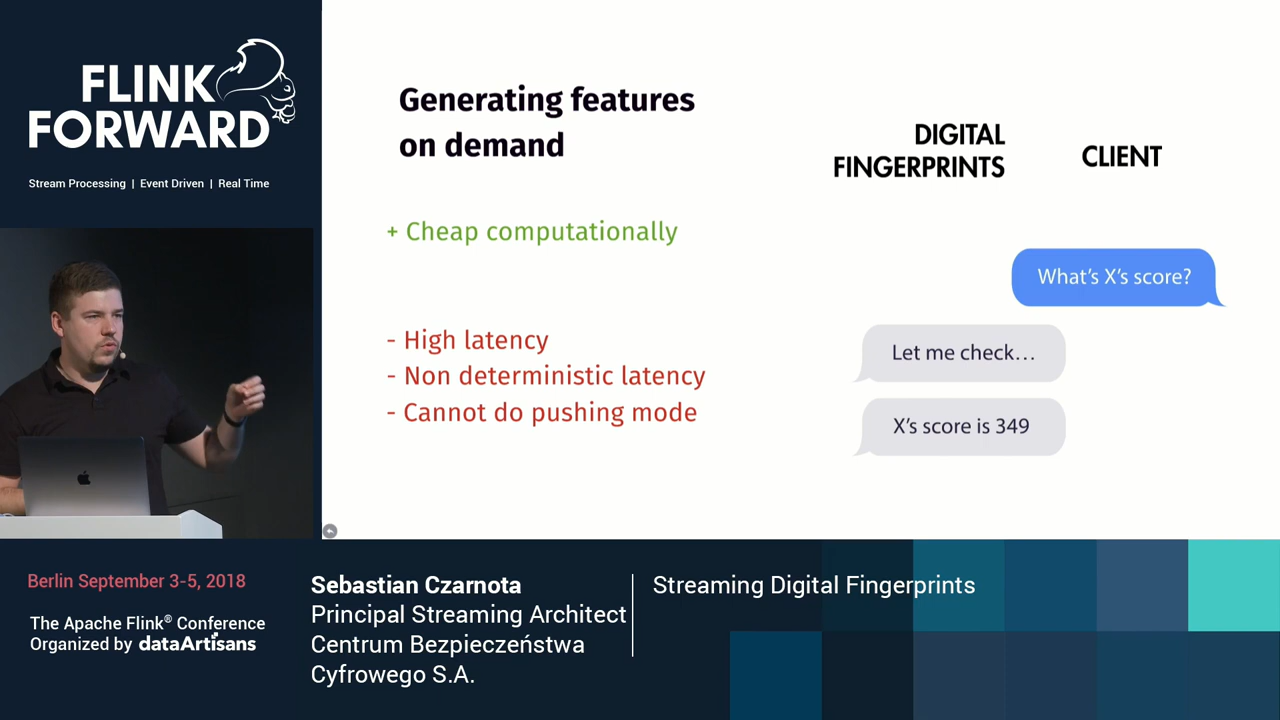 FLINK
FORWARD
Stream Processing | Event Driven | Real Time
Generating features
on demand
+ Cheap computationally
- High latency
- Non deterministic latency
- Cannot do pushing mode
DIGITAL
FINGERPRINTS
CLIENT
What's X's score?
Let me check...
X's score is 349
Berlin September 3-5, 2018
The Apache Flink® Conference
Organized by dataArtisans
Sebastian Czarnota
Principal Streaming Architect
Centrum Bezpieczeństwa
Cyfrowego S.A.
Streaming Digital Fingerprints